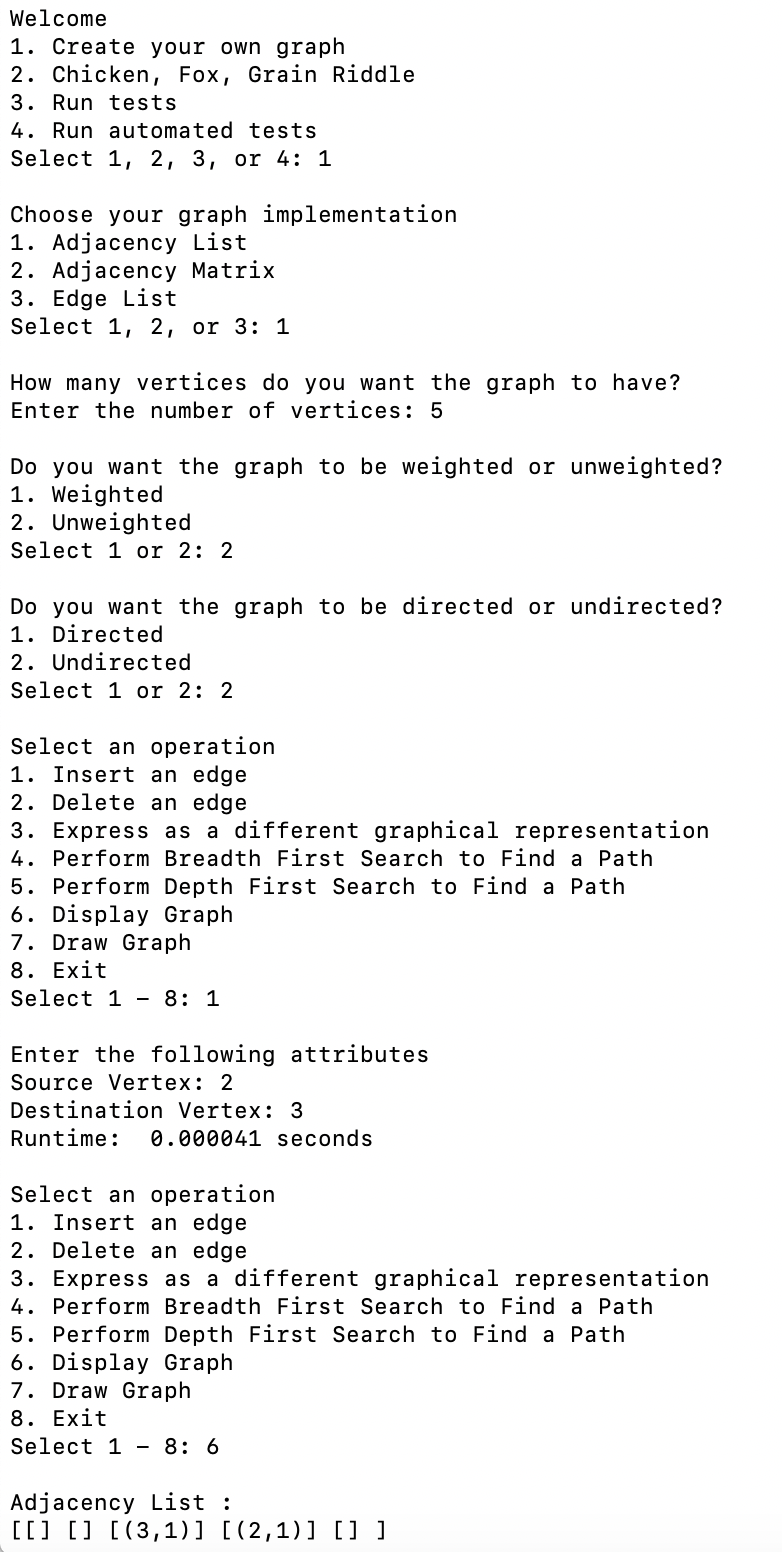 Welcome
1. Create your own graph
2. Chicken, Fox, Grain Riddle
3. Run tests
4. Run automated tests
Select 1, 2, 3, or 4: 1
Choose your graph implementation
1. Adjacency List
2. Adjacency Matrix
3. Edge List
Select 1, 2, or 3: 1
How many vertices do you want the graph to have?
Enter the number of vertices: 5
Do you want the graph to be weighted or unweighted?
1. Weighted
2. Unweighted
Select 1 or 2: 2
Do you want the graph to be directed or undirected?
1. Directed
2. Undirected
Select 1 or 2: 2
Select an operation
1. Insert an edge
2. Delete an edge
3. Express as a different graphical representation
4. Perform Breadth First Search to Find a Path
5. Perform Depth First Search to Find a Path
6. Display Graph
7. Draw Graph
8. Exit
Select 1 – 8: 1
Enter the following attributes
Source Vertex: 2
Destination Vertex: 3
Runtime:  0.000041 seconds
Select an operation
1. Insert an edge
2. Delete an edge
3. Express as a different graphical representation
4. Perform Breadth First Search to Find a Path
5. Perform Depth First Search to Find a Path
6. Display Graph
7. Draw Graph
8. Exit
Select 1 – 8: 6
Adjacency List :
[[] [] [(3,1)] [(2,1)] [] ]